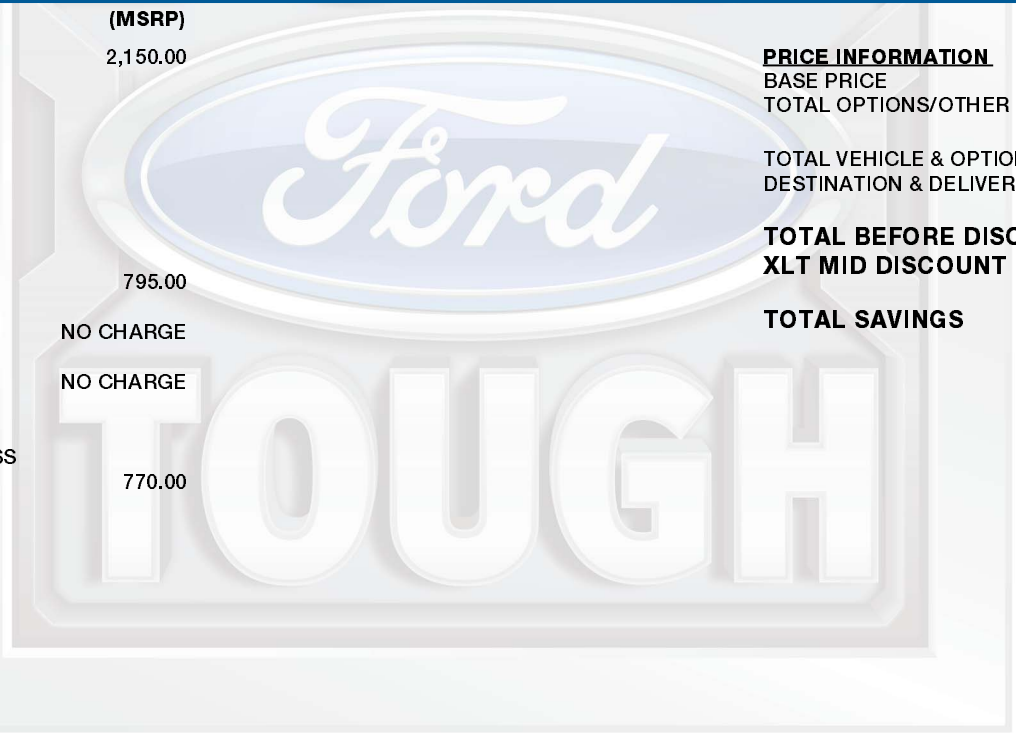 (MSRP)
2,150.00
795.00
NO CHARGE
NO CHARGE
SS
770.00
PRICE INFORMATION
BASE PRICE
TOTAL OPTIONS/OTHER
TOTAL VEHICLE & OPTIO
DESTINATION & DELIVER
TOTAL BEFORE DISC
XLT MID DISCOUNT
TOTAL SAVINGS
Ford
TOUGH